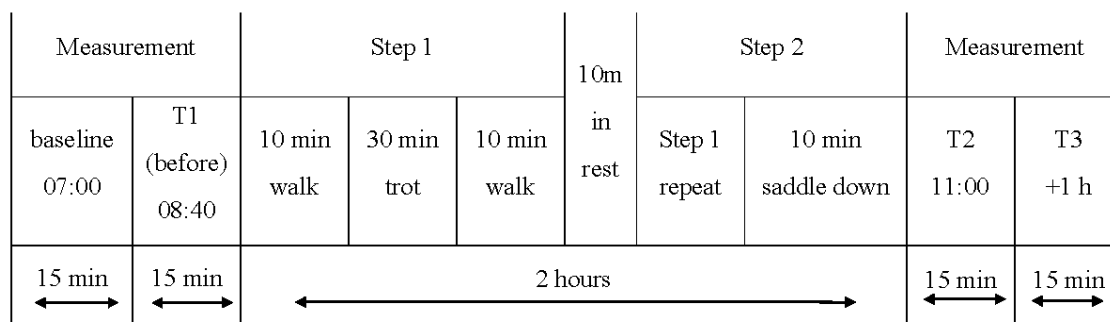 Measurement
Step 1
10m
in
rest
Step 2
Measurement
baseline
07:00
T1
(before)
08:40
10 min
walk
30 min
trot
10 min
walk
Step 1
repeat
10 min
saddle down
T2
11:00
T3
+1 h
15 min
15 min
2 hours
15 min
15 min